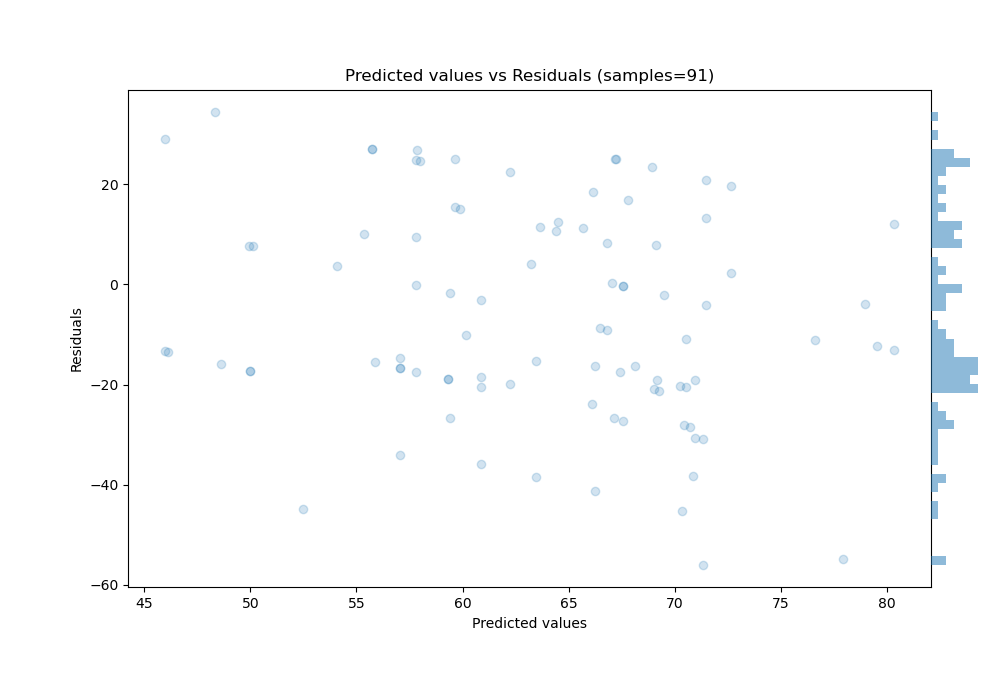 Predicted values vs Residuals (samples=91)
20
0
−20
−40
−60
Residuals
45 50 55 60 65 70 75 80
Predicted values